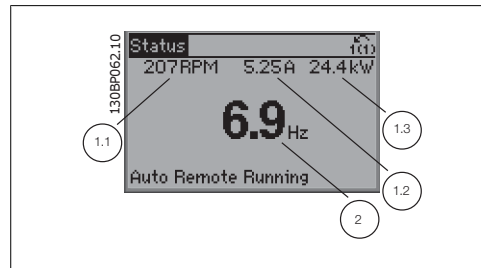 130BP062.10
Status 1(1)
207RPM 5.25A 24.4kW
6.9Hz
Auto Remote Running
1.1
1.3
1.2
2